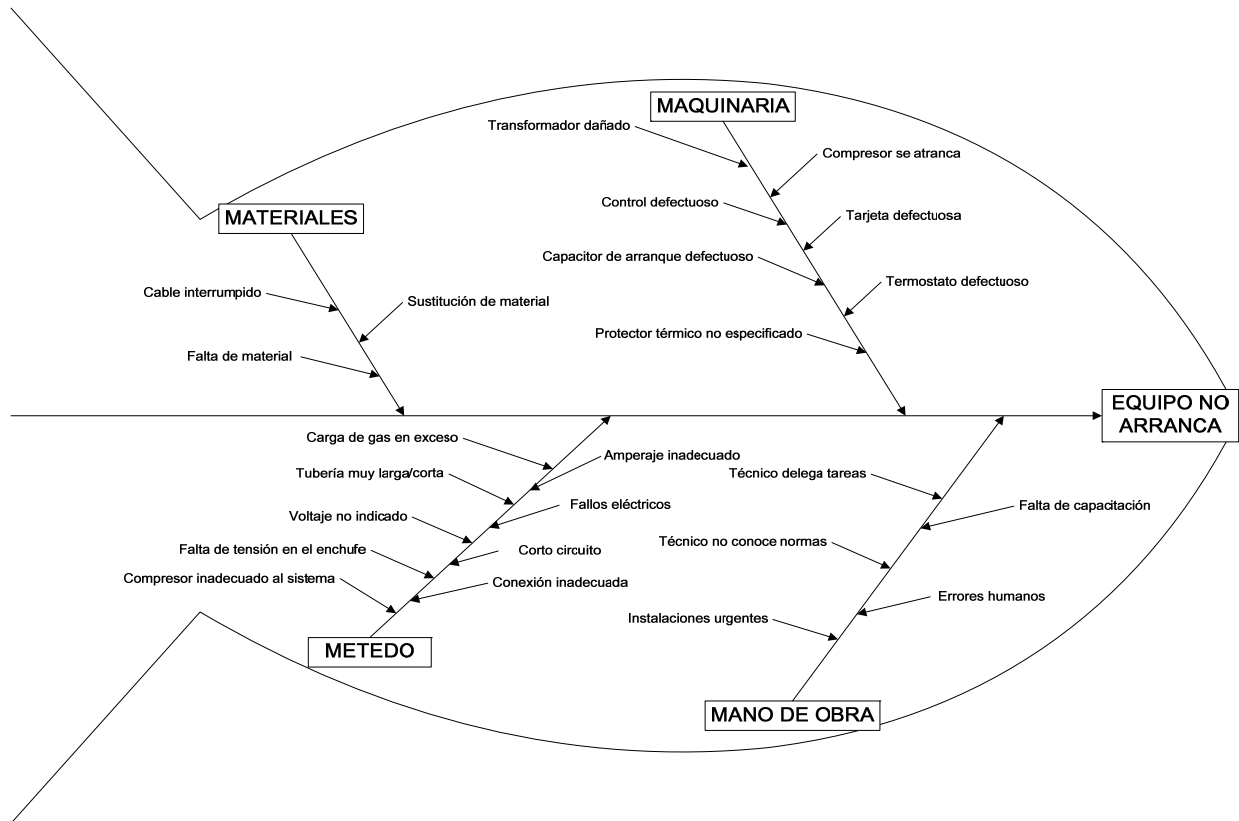 MAQUINARIA
Transformador dañado
Compresor se atranca
Control defectuoso
Tarjeta defectuosa
Capacitor de arranque defectuoso
Termostato defectuoso
Protector térmico no especificado
MATERIALES
Cable interrumpido
Sustitución de material
Falta de material
EQUIPO NO
ARRANCA
Carga de gas en exceso
Amperaje inadecuado
Tubería muy larga/corta
Fallos eléctricos
Voltaje no indicado
Corto circuito
Falta de tensión en el enchufe
Conexión inadecuada
Compresor inadecuado al sistema
METEDO
Técnico delega tareas
Falta de capacitación
Técnico no conoce normas
Errores humanos
Instalaciones urgentes
MANO DE OBRA